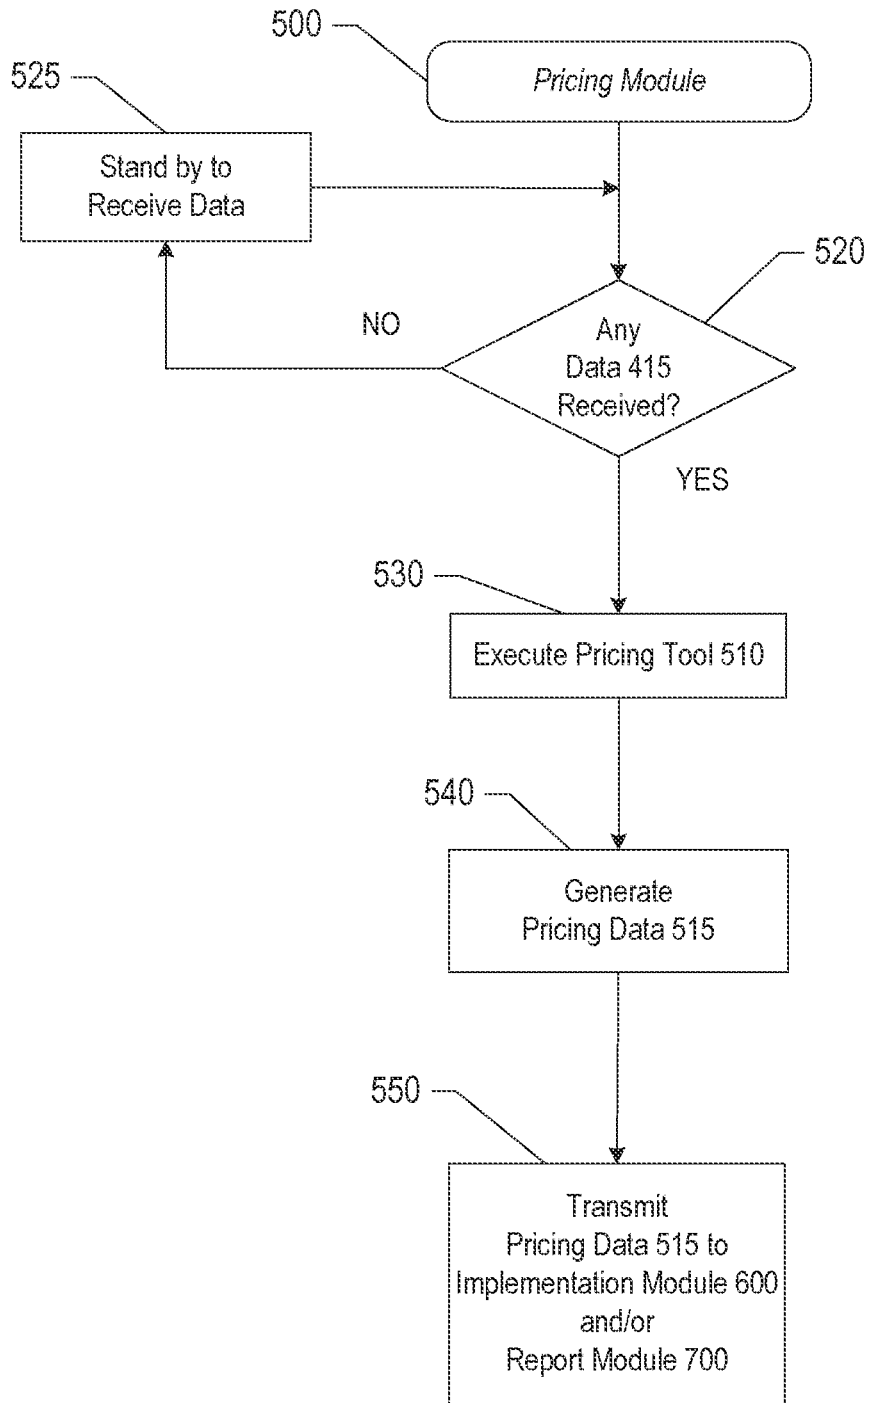 500
Pricing Module
525
Stand by to
Receive Data
520
NO
Any
Data 415
Received?
YES
530
Execute Pricing Tool 510
540
Generate
Pricing Data 515
550
Transmit
Pricing Data 515 to
Implementation Module 600
and/or
Report Module 700